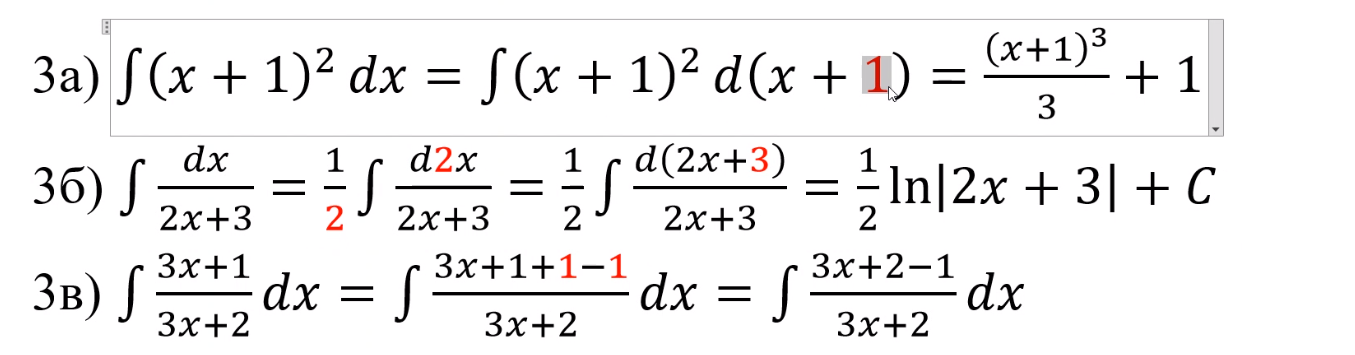 3а) ∫(x + 1)² dx = ∫(x + 1)² d(x + 1) = (x+1)³/3 + 1
3б) ∫ dx/(2x+3) = 1/2 ∫ d2x/(2x+3) = 1/2 ∫ d(2x+3)/(2x+3) = 1/2 ln|2x + 3| + C
3в) ∫ (3x+1)/(3x+2) dx = ∫ (3x+1+1−1)/(3x+2) dx = ∫ (3x+2−1)/(3x+2) dx